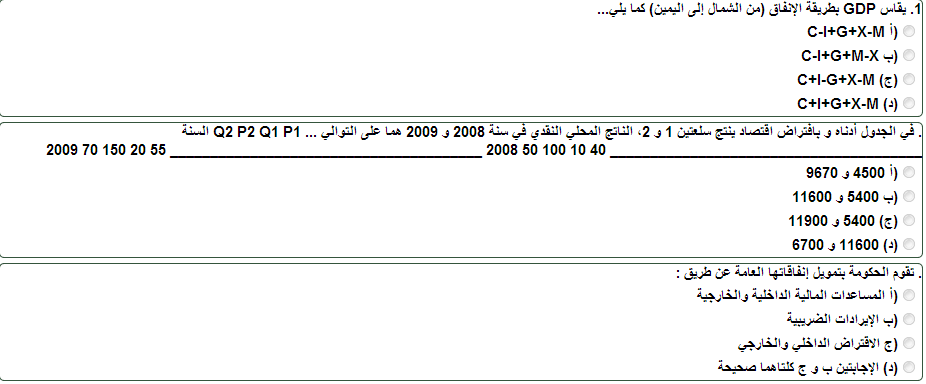 1. يقاس GDP بطريقة الإنفاق (من الشمال إلى اليمين) كما يلي...
أ) C-I+G+X-M
ب) C-I+G+M-X
ج) C+I-G+X-M
د) C+I+G+X-M
. في الجدول أدناه و بافتراض اقتصاد ينتج سلعتين 1 و 2، الناتج المحلي النقدي في سنة 2008 و 2009 هما على التوالي ... Q2 P2 Q1 P1 السنة
________________________ 2008 50 100 10 40 ________________________ 2009 70 150 20 55
أ) 4500 و 9670
ب) 5400 و 11600
ج) 5400 و 11900
د) 11600 و 6700
. تقوم الحكومة بتمويل إنفاقاتها العامة عن طريق :
أ) المساعدات المالية الداخلية والخارجية
ب) الإيرادات الضريبية
ج) الاقتراض الداخلي والخارجي
د) الإجابتين ب و ج كلتاهما صحيحة